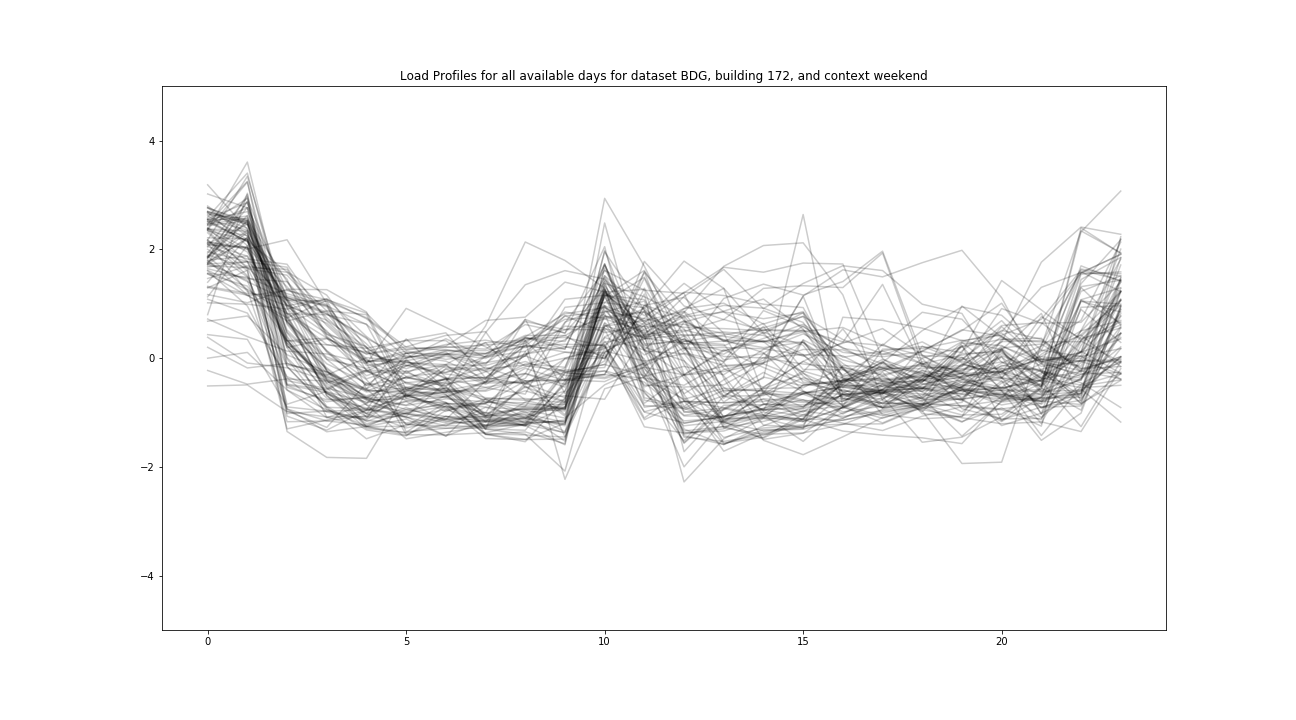 Load Profiles for all available days for dataset BDG, building 172, and context weekend
4
2
0
−2
−4
0 5 10 15 20